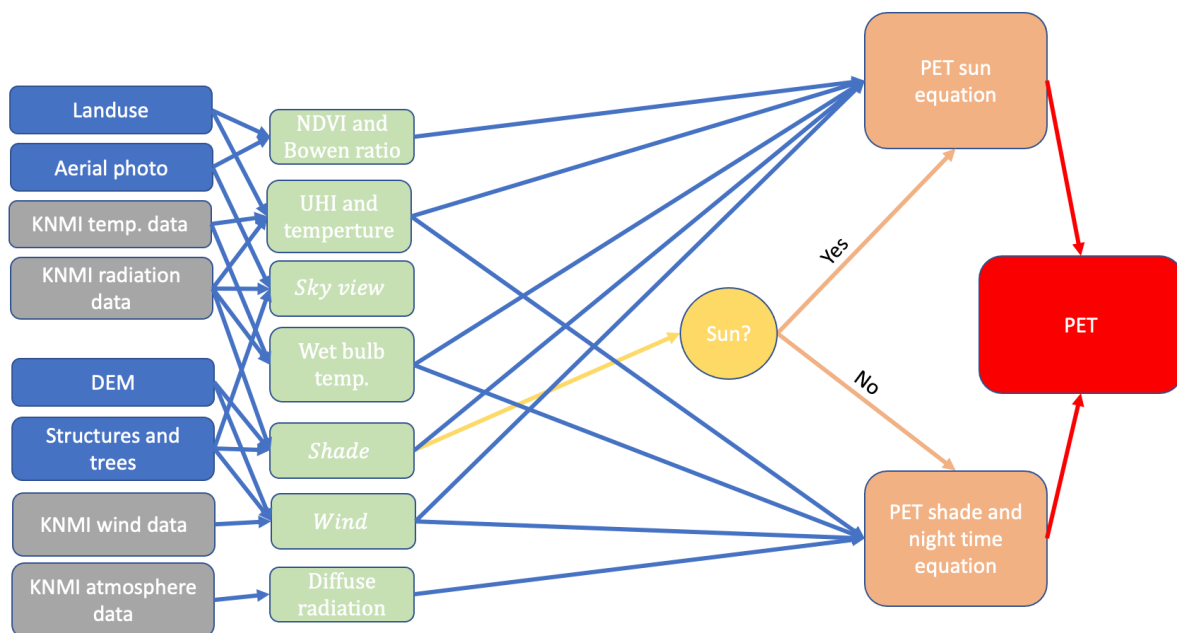 Landuse
Aerial photo
KNMI temp. data
KNMI radiation
data
DEM
Structures and
trees
KNMI wind data
KNMI atmosphere
data
NDVI and
Bowen ratio
UHI and
temperture
Sky view
Wet bulb
temp.
Shade
Wind
Diffuse
radiation
Sun?
Yes
No
PET sun
equation
PET shade and
night time
equation
PET